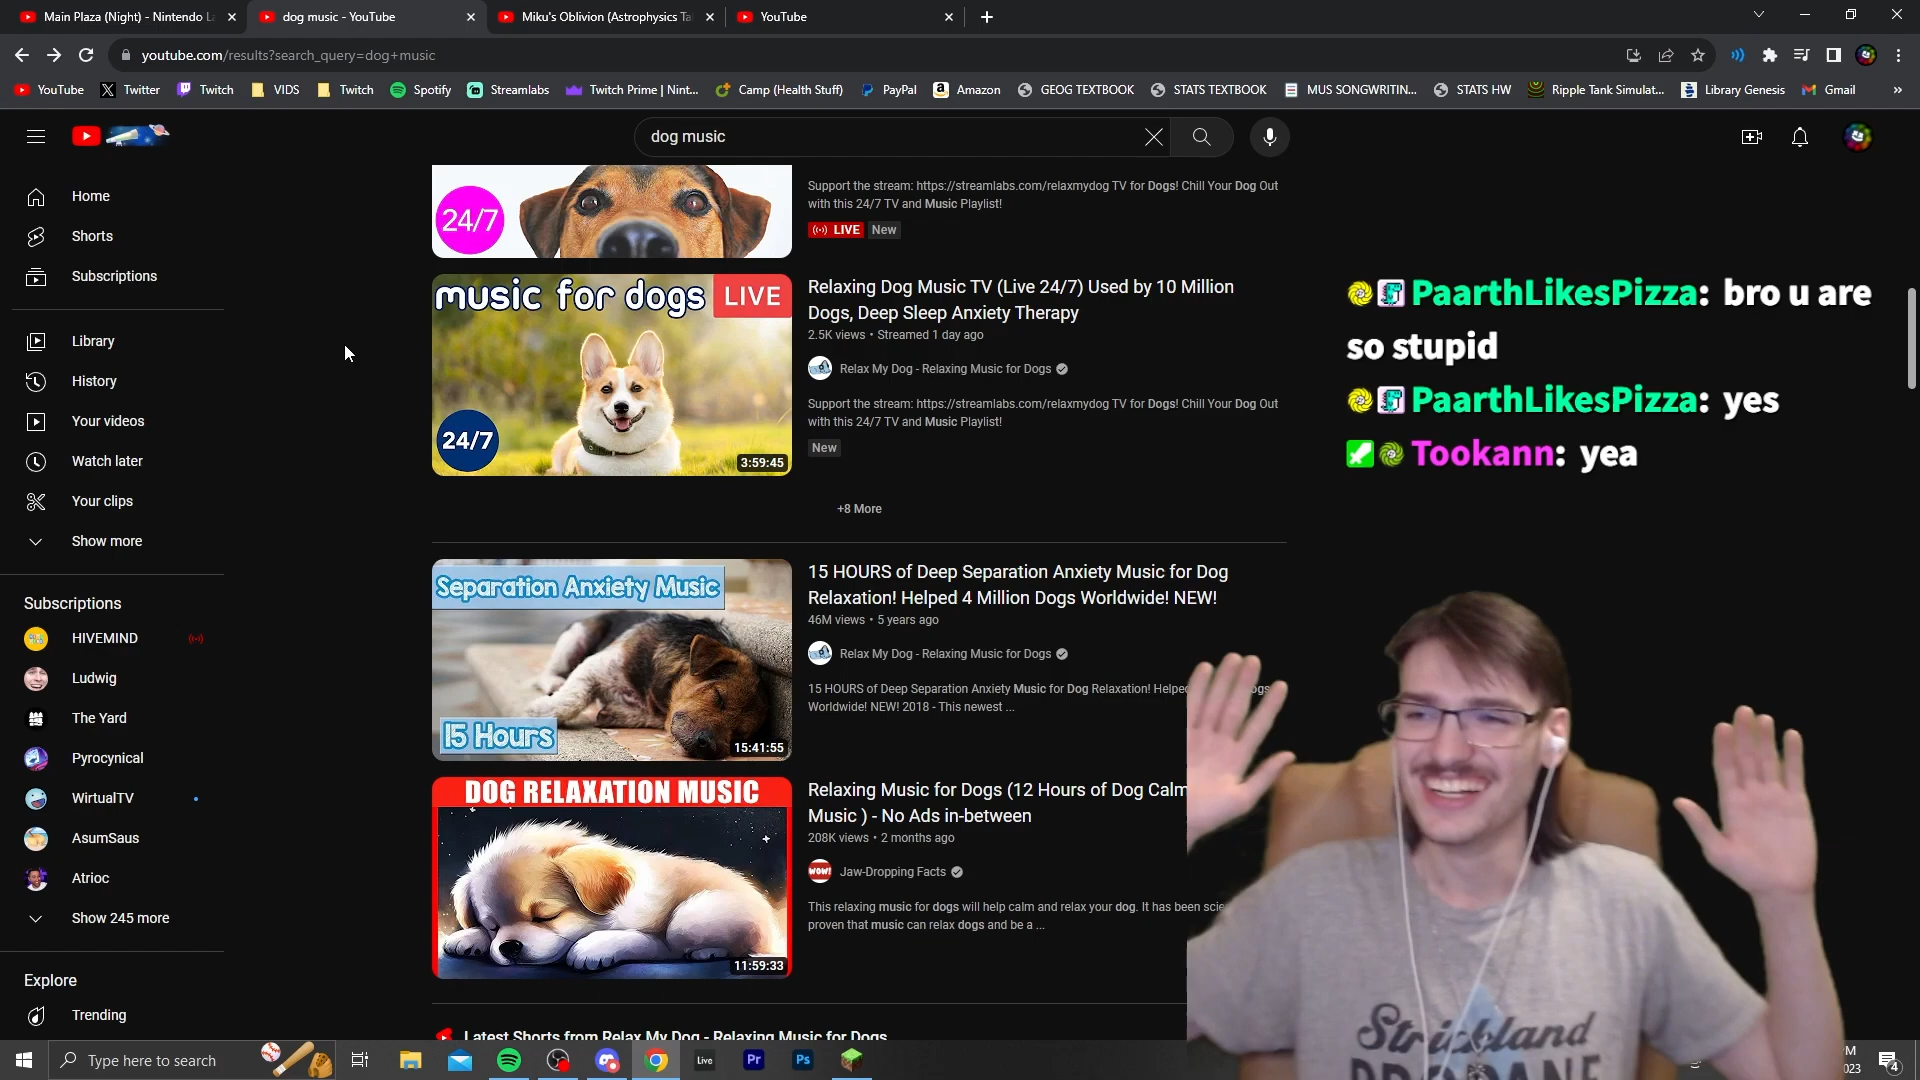 Main Plaza (Night) - Nintendo L
dog music - YouTube
Miku's Oblivion (Astrophysics Ta
YouTube
youtube.com/results?search_query=dog+music
YouTube
Twitter
Twitch
VIDS
Twitch
Spotify
Streamlabs
Twitch Prime | Nint...
Camp (Health Stuff)
PayPal
Amazon
GEOG TEXTBOOK
STATS TEXTBOOK
MUS SONGWRITIN...
STATS HW
Ripple Tank Simulat...
Library Genesis
Gmail
dog music
Home
Shorts
Subscriptions
Library
History
Your videos
Watch later
Your clips
Show more
Subscriptions
HIVEMIND
Ludwig
The Yard
Pyrocynical
WirtualTV
AsumSaus
Atrioc
Show 245 more
Explore
Trending
24/7
Support the stream: https://streamlabs.com/relaxmydog TV for Dogs! Chill Your Dog Out
with this 24/7 TV and Music Playlist!
LIVE New
music for dogs LIVE
24/7
3:59:45
Relaxing Dog Music TV (Live 24/7) Used by 10 Million
Dogs, Deep Sleep Anxiety Therapy
2.5K views • Streamed 1 day ago
Relax My Dog - Relaxing Music for Dogs
Support the stream: https://streamlabs.com/relaxmydog TV for Dogs! Chill Your Dog Out
with this 24/7 TV and Music Playlist!
New
+8 More
Separation Anxiety Music
15 Hours
15:41:55
15 HOURS of Deep Separation Anxiety Music for Dog
Relaxation! Helped 4 Million Dogs Worldwide! NEW!
46M views • 5 years ago
Relax My Dog - Relaxing Music for Dogs
15 HOURS of Deep Separation Anxiety Music for Dog Relaxation! Helpe ogs
Worldwide! NEW! 2018 - This newest ...
DOG RELAXATION MUSIC
11:59:33
Relaxing Music for Dogs (12 Hours of Dog Calm
Music ) - No Ads in-between
208K views • 2 months ago
WOW!
Jaw-Dropping Facts
This relaxing music for dogs will help calm and relax your dog. It has been scie
proven that music can relax dogs and be a ...
Latest Shorts from Relax My Dog - Relaxing Music for Dogs
PaarthLikesPizza: bro u are
so stupid
PaarthLikesPizza: yes
Tookann: yea
Strickland
PROPANE
Type here to search
Live
Pr
Ps
M
023
4